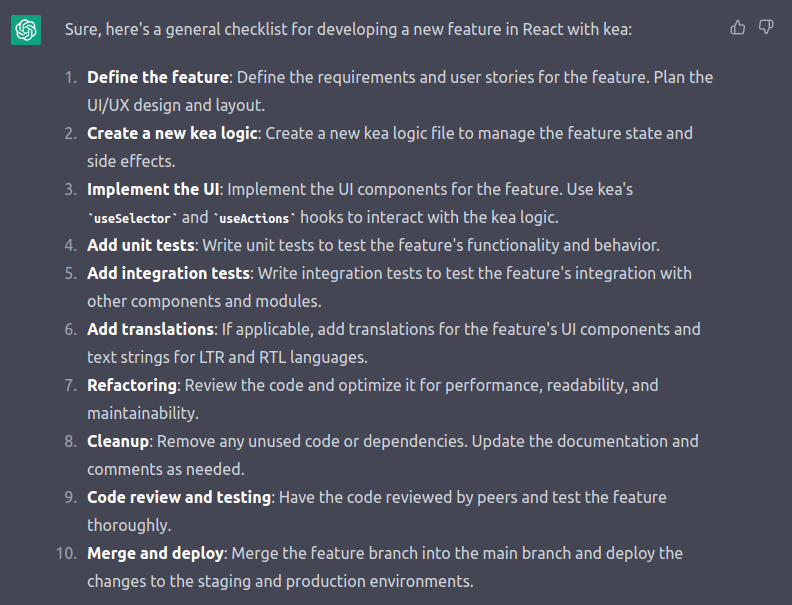 Sure, here's a general checklist for developing a new feature in React with kea:
1. Define the feature: Define the requirements and user stories for the feature. Plan the
UI/UX design and layout.
2. Create a new kea logic: Create a new kea logic file to manage the feature state and
side effects.
3. Implement the UI: Implement the UI components for the feature. Use kea's
`useSelector` and `useActions` hooks to interact with the kea logic.
4. Add unit tests: Write unit tests to test the feature's functionality and behavior.
5. Add integration tests: Write integration tests to test the feature's integration with
other components and modules.
6. Add translations: If applicable, add translations for the feature's UI components and
text strings for LTR and RTL languages.
7. Refactoring: Review the code and optimize it for performance, readability, and
maintainability.
8. Cleanup: Remove any unused code or dependencies. Update the documentation and
comments as needed.
9. Code review and testing: Have the code reviewed by peers and test the feature
thoroughly.
10. Merge and deploy: Merge the feature branch into the main branch and deploy the
changes to the staging and production environments.